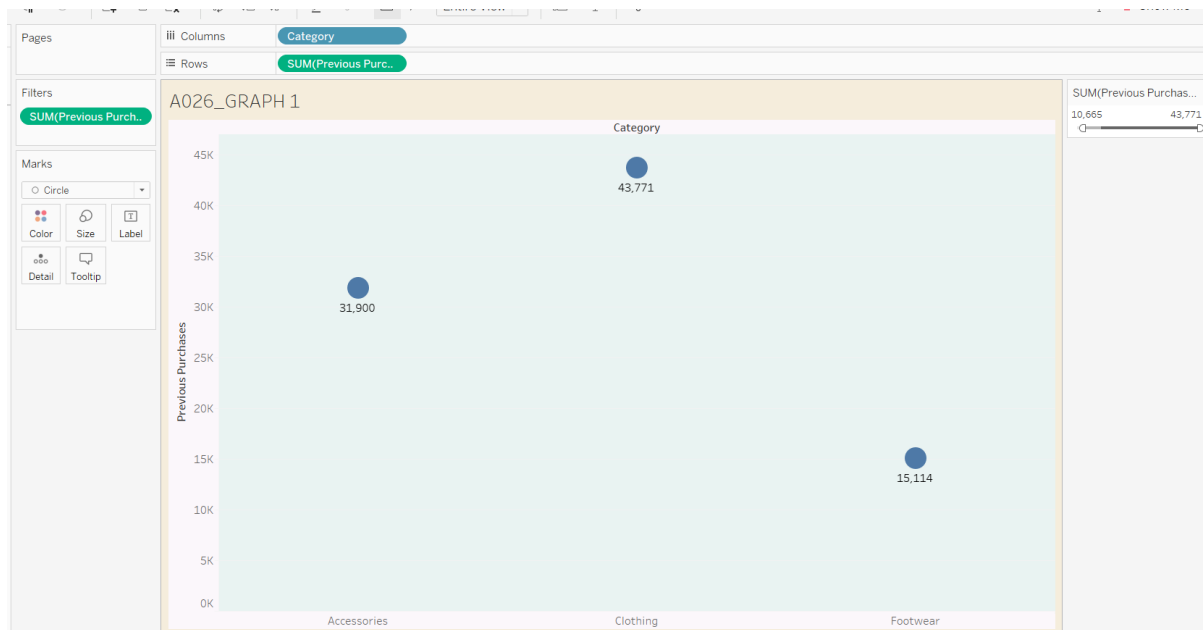 Pages
Columns
Category
Rows
SUM(Previous Purc..
Filters
SUM(Previous Purch..
Marks
Circle
Color
Size
Label
Detail
Tooltip
A026_GRAPH 1
Category
Previous Purchases
45K
40K
35K
30K
25K
20K
15K
10K
5K
0K
43,771
31,900
15,114
Accessories
Clothing
Footwear
SUM(Previous Purchas...
10,665 43,771